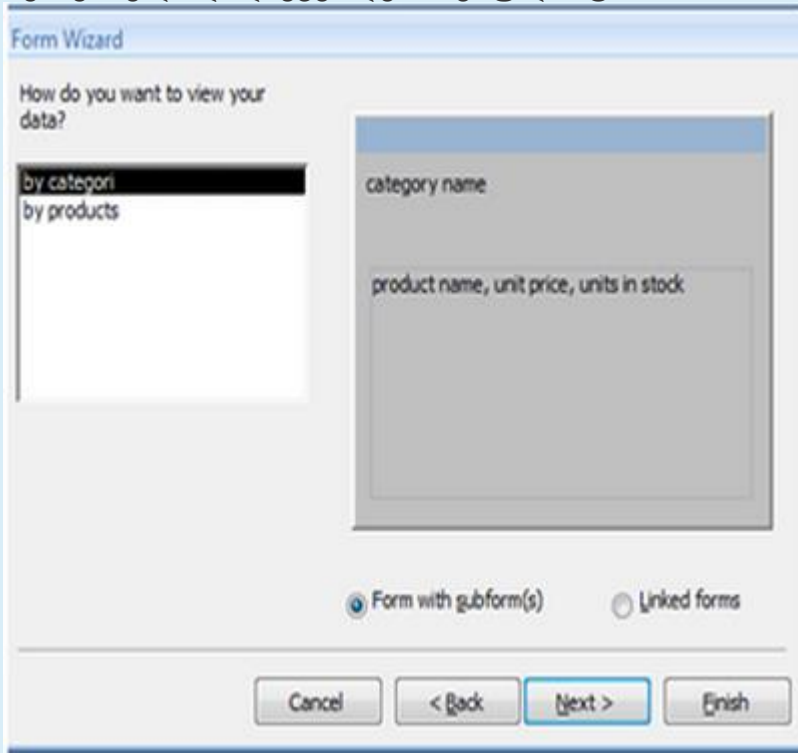 Form Wizard
How do you want to view your
data?
by categori
by products
category name
product name, unit price, units in stock
Form with subform(s)
Linked forms
Cancel
< Back
Next >
Finish